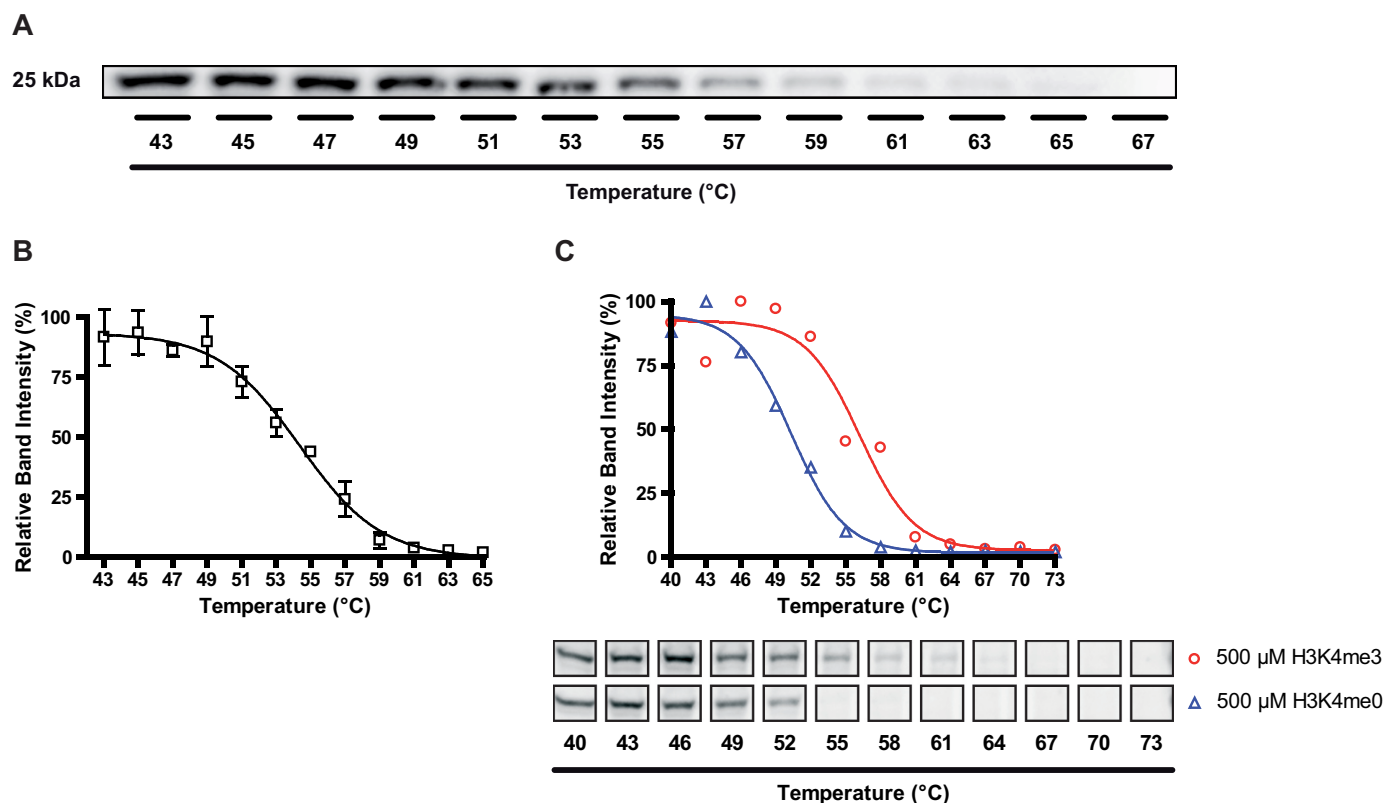 A
25 kDa
43 45 47 49 51 53 55 57 59 61 63 65 67
Temperature (°C)
B
Relative Band Intensity (%)
100
75
50
25
0
43 45 47 49 51 53 55 57 59 61 63 65
Temperature (°C)
C
Relative Band Intensity (%)
100
75
50
25
0
40 43 46 49 52 55 58 61 64 67 70 73
Temperature (°C)
500 µM H3K4me3
500 µM H3K4me0
40 43 46 49 52 55 58 61 64 67 70 73
Temperature (°C)